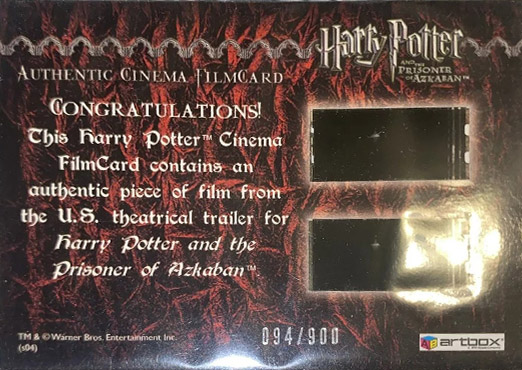 Harry Potter
AND THE
PRISONER
OF AZKABAN™
AUTHENTIC CINEMA FILMCARD
CONGRATULATIONS!
This Harry Potter™ Cinema
FilmCard contains an
authentic piece of film from
the U.S. theatrical trailer for
Harry Potter and the
Prisoner of Azkaban™
TM & © Warner Bros. Entertainment Inc.
(s04)
094/900
artbox